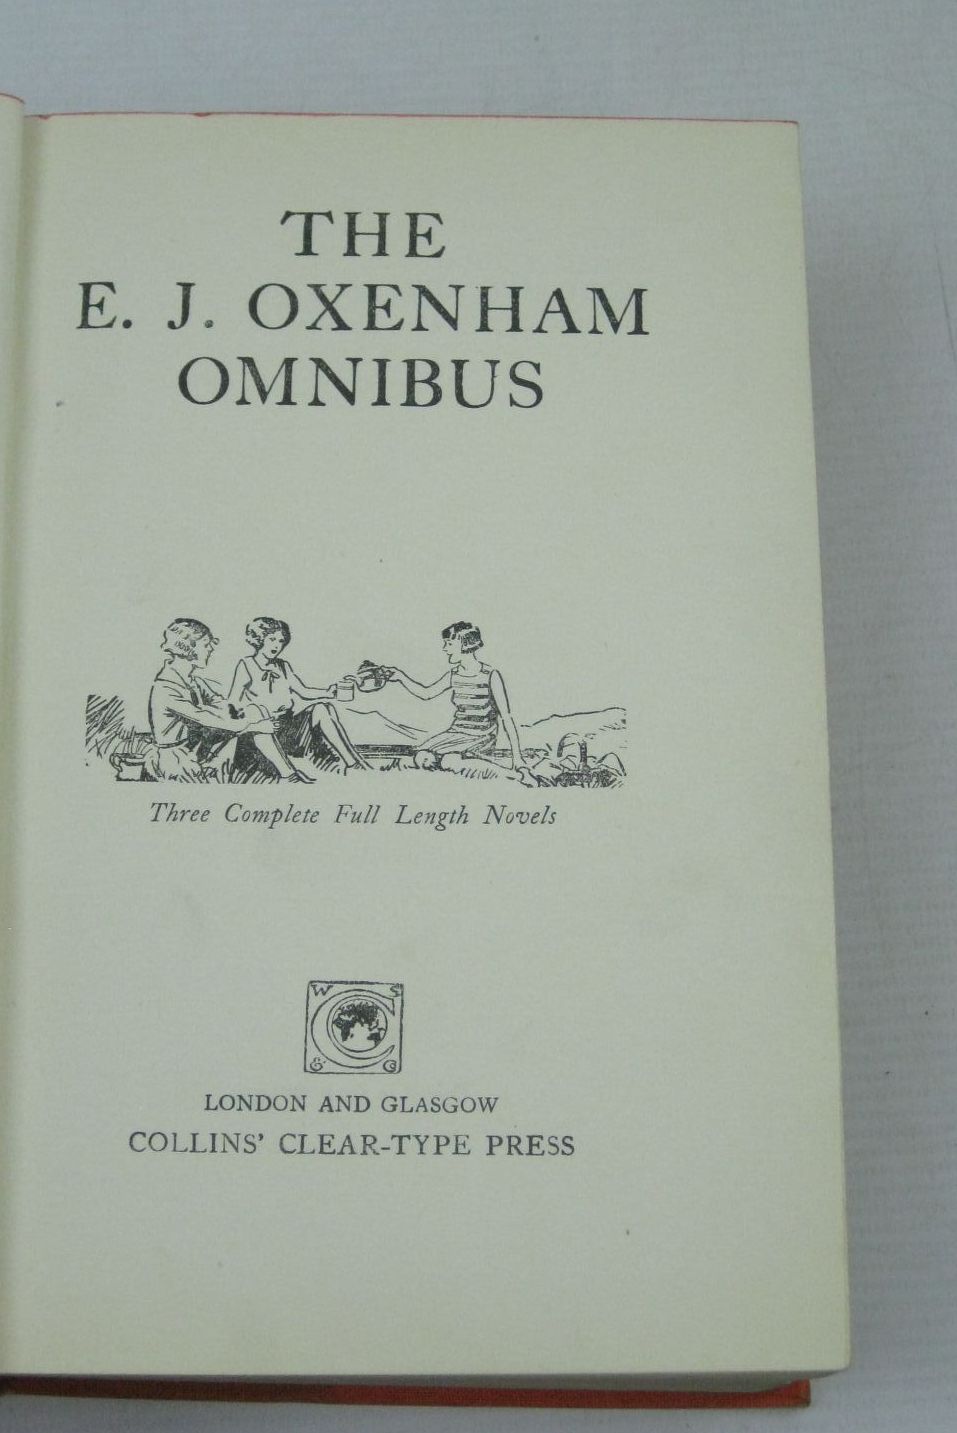 THE
E. J. OXENHAM
OMNIBUS
Three Complete Full Length Novels
W S
& C
LONDON AND GLASGOW
COLLINS' CLEAR-TYPE PRESS